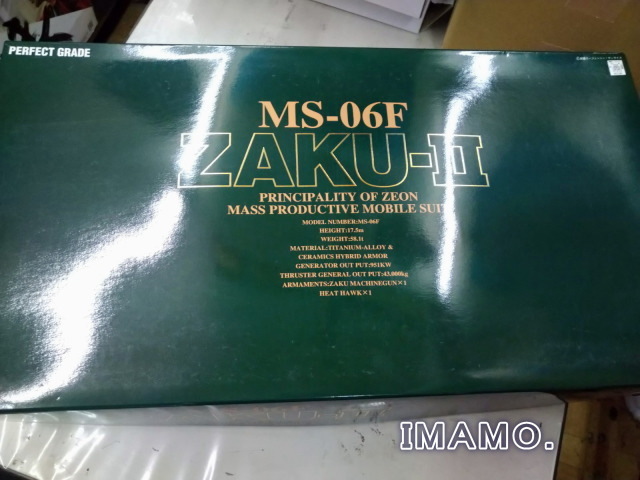 PERFECT GRADE
MS-06F
ZAKU-II
PRINCIPALITY OF ZEON
MASS PRODUCTIVE MOBILE SUIT
MODEL NUMBER:MS-06F
HEIGHT:17.5m
WEIGHT:58.1t
MATERIAL:TITANIUM-ALLOY &
CERAMICS HYBRID ARMOR
GENERATOR OUT PUT:951KW
THRUSTER GENERAL OUT PUT:43.000kg
ARMAMENTS:ZAKU MACHINEGUN×1
HEAT HAWK×1
IMAMO.